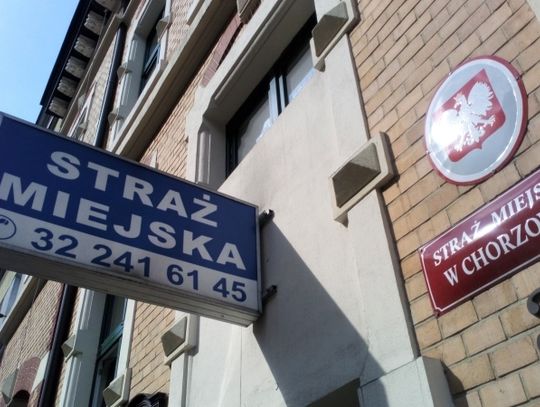 STRAŻ
MIEJSKA
32 241 61 45
STRAŻ MIEJS
W CHORZO